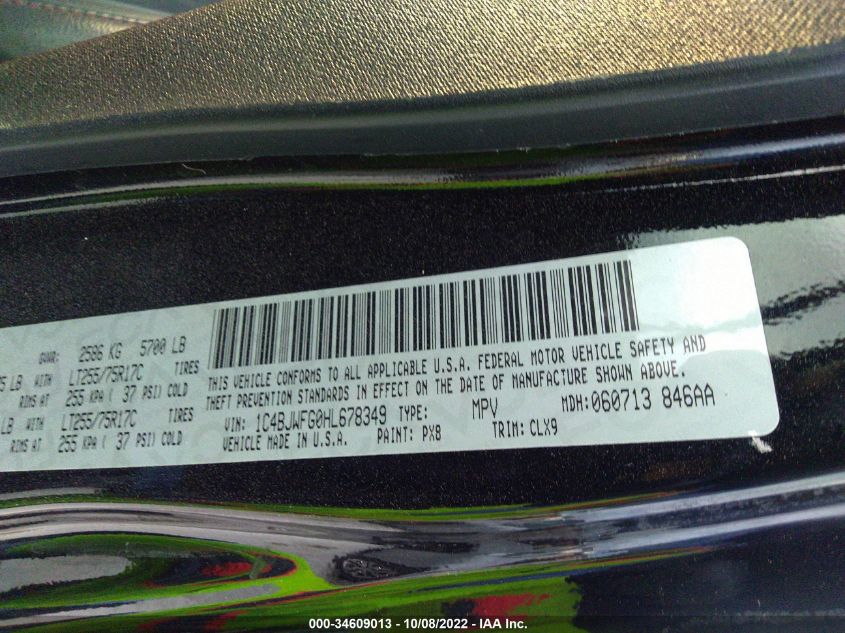 GVWR: 2586 KG 5700 LB
5 LB WITH LT255/75R17C TIRES
RIMS AT 255 KPA ( 37 PSI) COLD
LB WITH LT255/75R17C TIRES
RIMS AT 255 KPA ( 37 PSI) COLD
THIS VEHICLE CONFORMS TO ALL APPLICABLE U.S.A. FEDERAL MOTOR VEHICLE SAFETY AND
THEFT PREVENTION STANDARDS IN EFFECT ON THE DATE OF MANUFACTURE SHOWN ABOVE.
VIN: 1C4BJWFG0HL678349 TYPE: MPV MDH: 060713 846AA
VEHICLE MADE IN U.S.A. PAINT: PX8 TRIM: CLX9
000-34609013 - 10/08/2022 - IAA Inc.